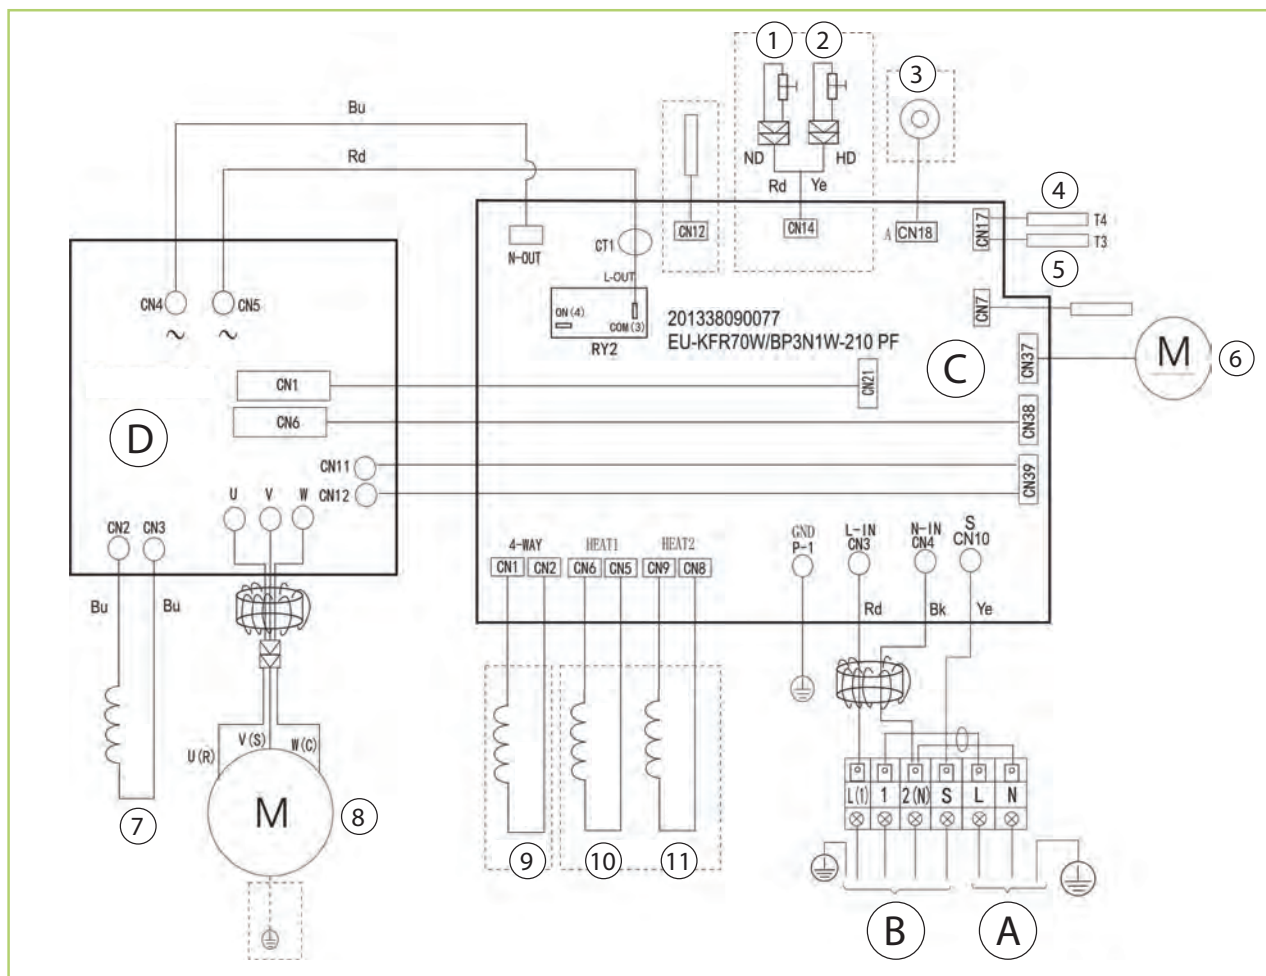 1 2
3
Bu
Rd
ND HD
Rd Ye
4
T4
T3
5
CN17
CN12
CN14
A CN18
N-OUT
CT1
L-OUT
ON(4)
COM(3)
RY2
CN7
201338090077
EU-KFR70W/BP3N1W-210 PF
CN4 CN5
~ ~
C
CN37
M
6
CN1
CN21
CN6
CN38
D
CN11
CN12
CN39
U V W
CN2 CN3
4-WAY HEAT1 HEAT2
CN1 CN2 CN6 CN5 CN9 CN8
GND
P-1
L-IN
CN3
N-IN
CN4
S
CN10
Bu Bu
Rd Bk Ye
U(R) V(S) W(C)
M
7
8
9
10
11
L(1) 1 2(N) S L N
B A